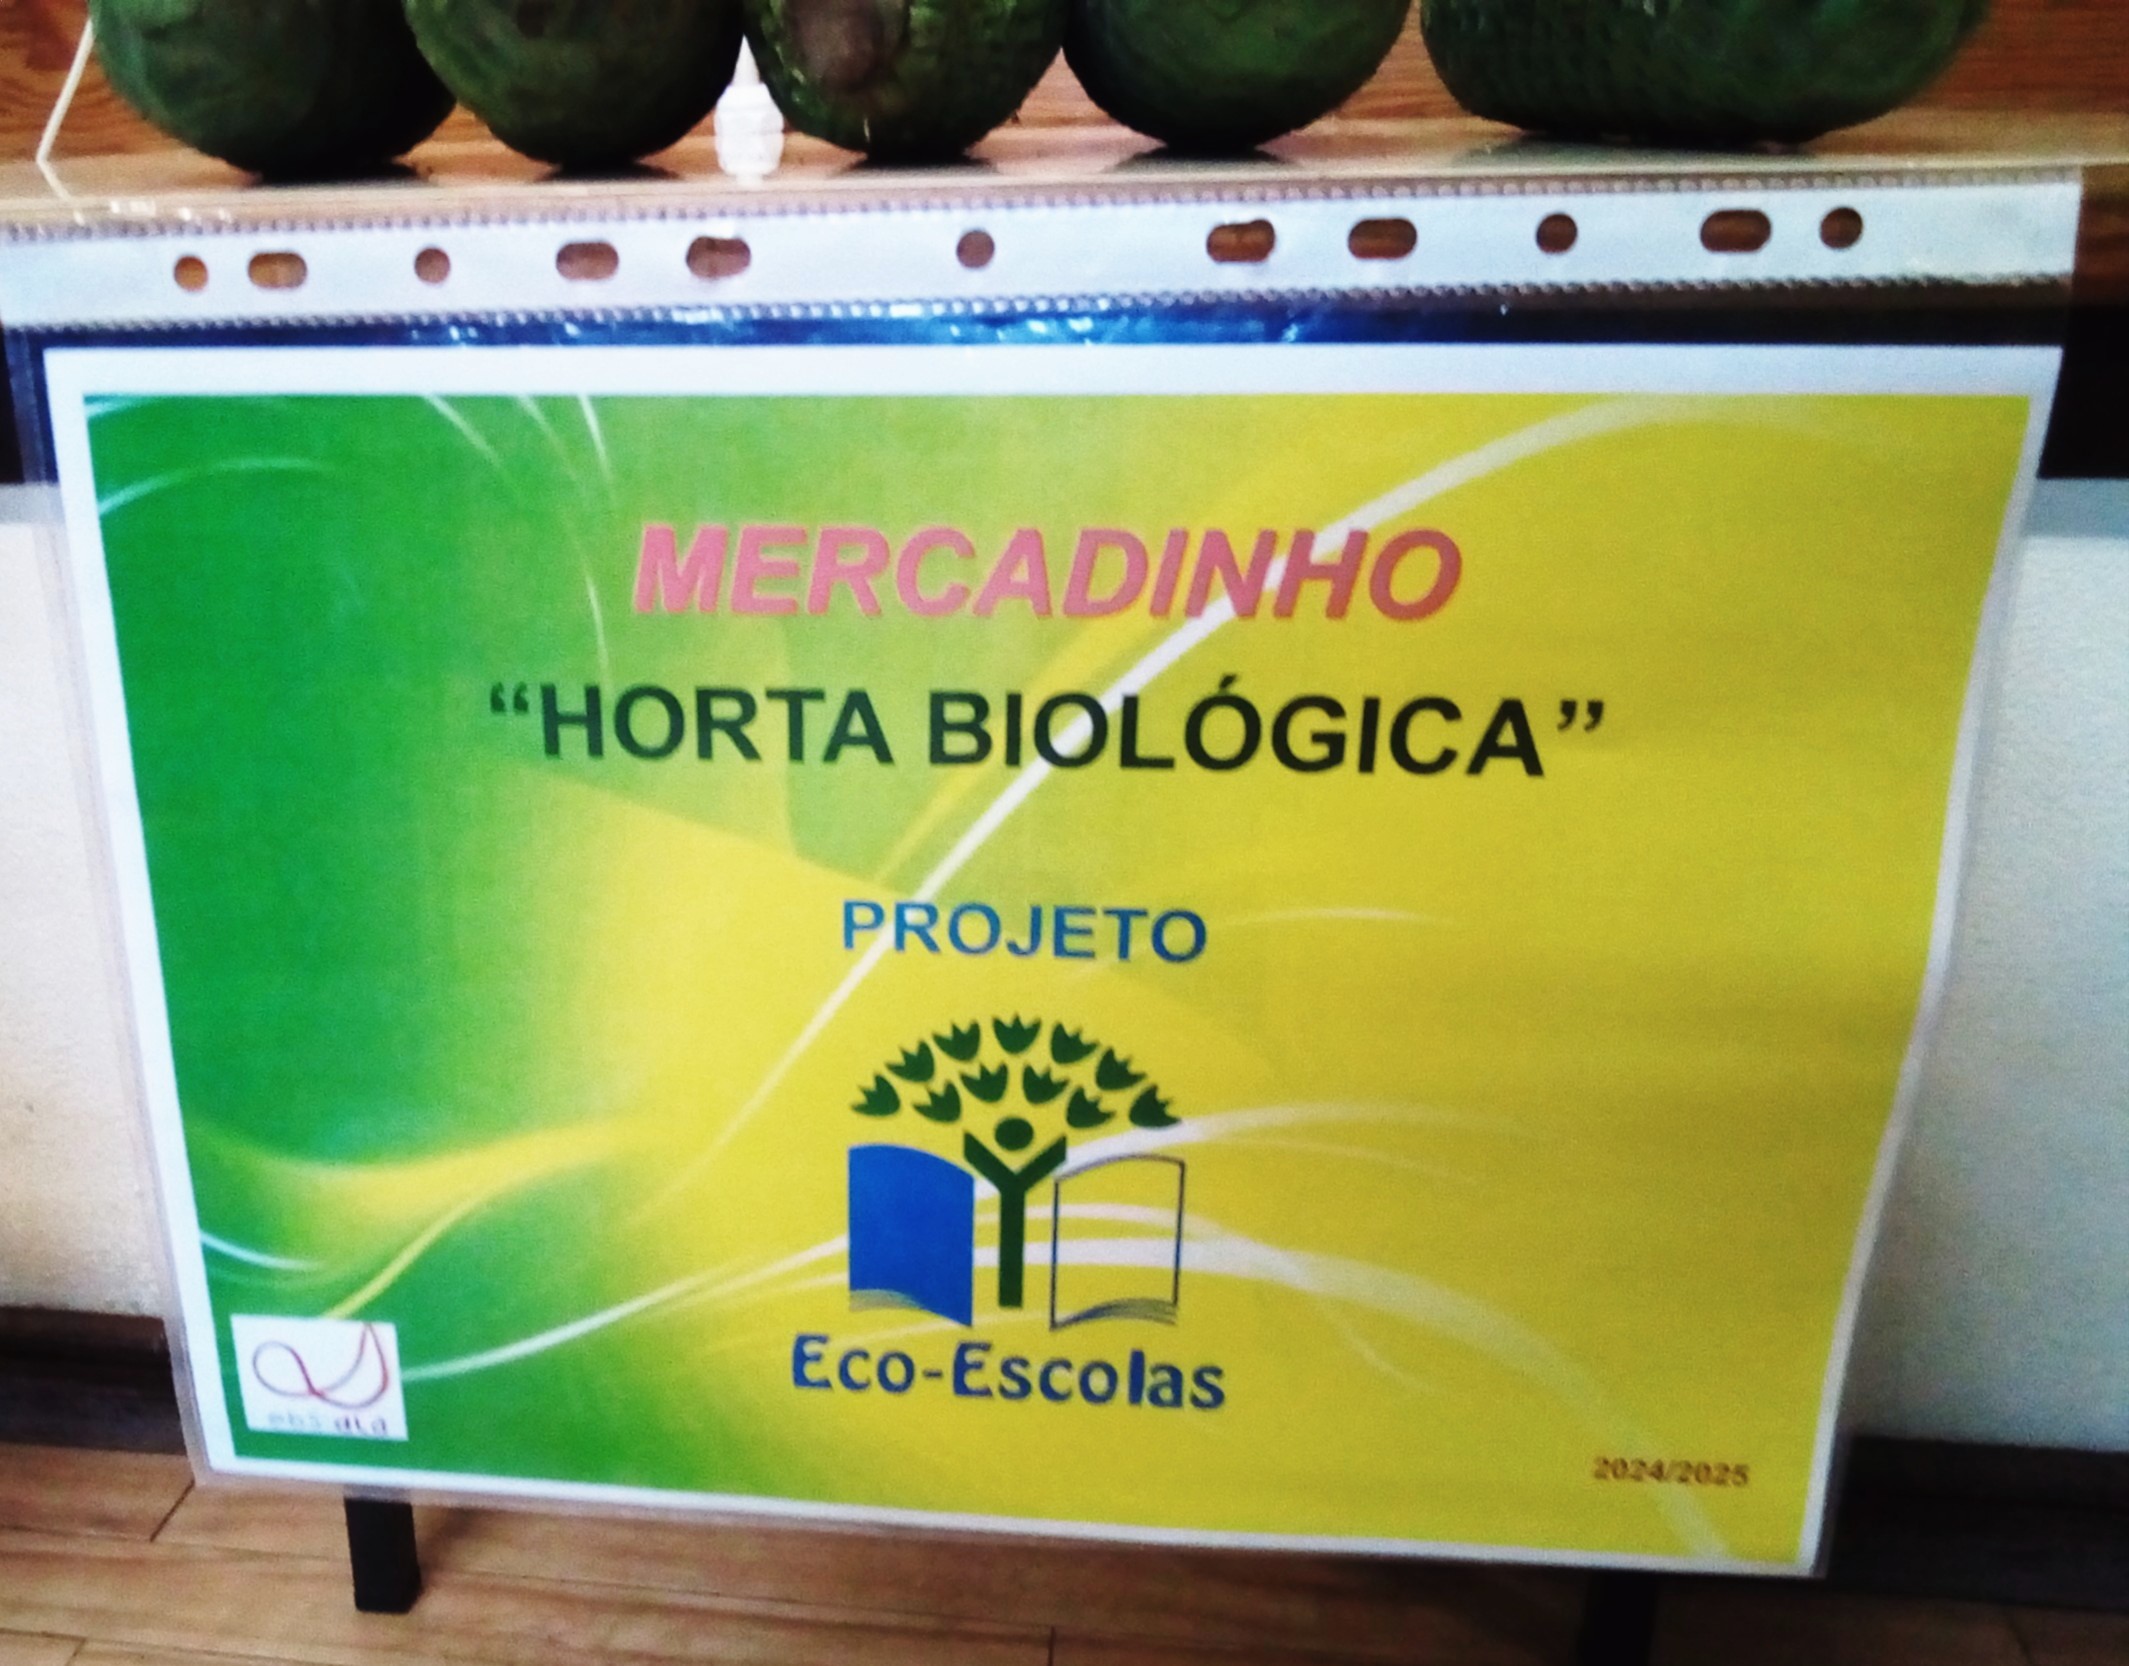 MERCADINHO
“HORTA BIOLÓGICA”
PROJETO
Eco-Escolas
2024/2025